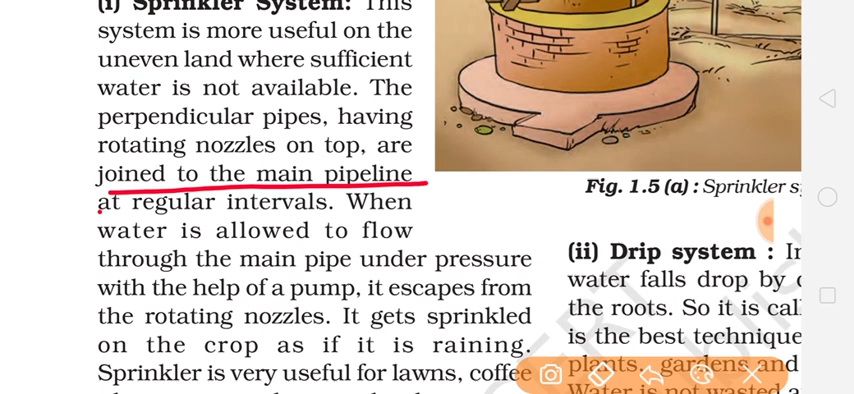 (i) Sprinkler System: This
system is more useful on the
uneven land where sufficient
water is not available. The
perpendicular pipes, having
rotating nozzles on top, are
joined to the main pipeline
at regular intervals. When
water is allowed to flow
through the main pipe under pressure
with the help of a pump, it escapes from
the rotating nozzles. It gets sprinkled
on the crop as if it is raining.
Sprinkler is very useful for lawns, coffee
Fig. 1.5 (a) : Sprinkler
(ii) Drip system :
water falls drop by
the roots. So it is
is the best technique
plants, gardens and
Water is not wasted